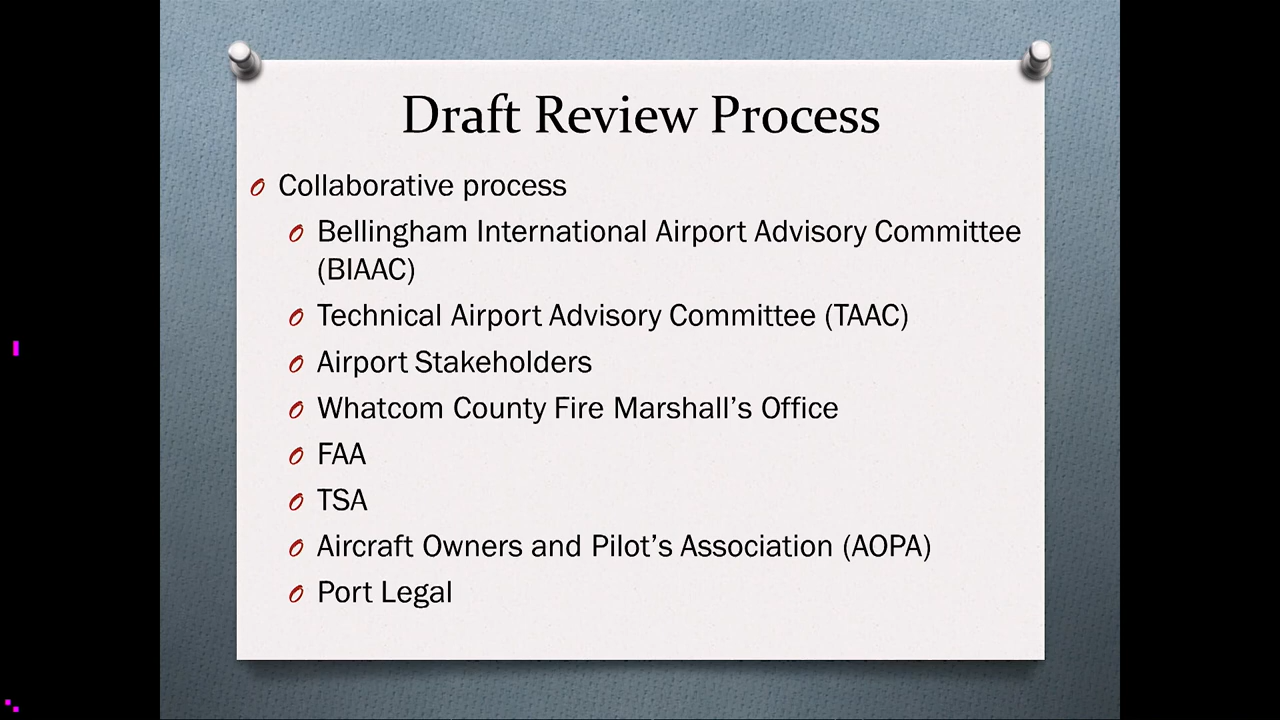 Draft Review Process
Collaborative process
Bellingham International Airport Advisory Committee
(BIAAC)
Technical Airport Advisory Committee (TAAC)
Airport Stakeholders
Whatcom County Fire Marshall’s Office
FAA
TSA
Aircraft Owners and Pilot’s Association (AOPA)
Port Legal